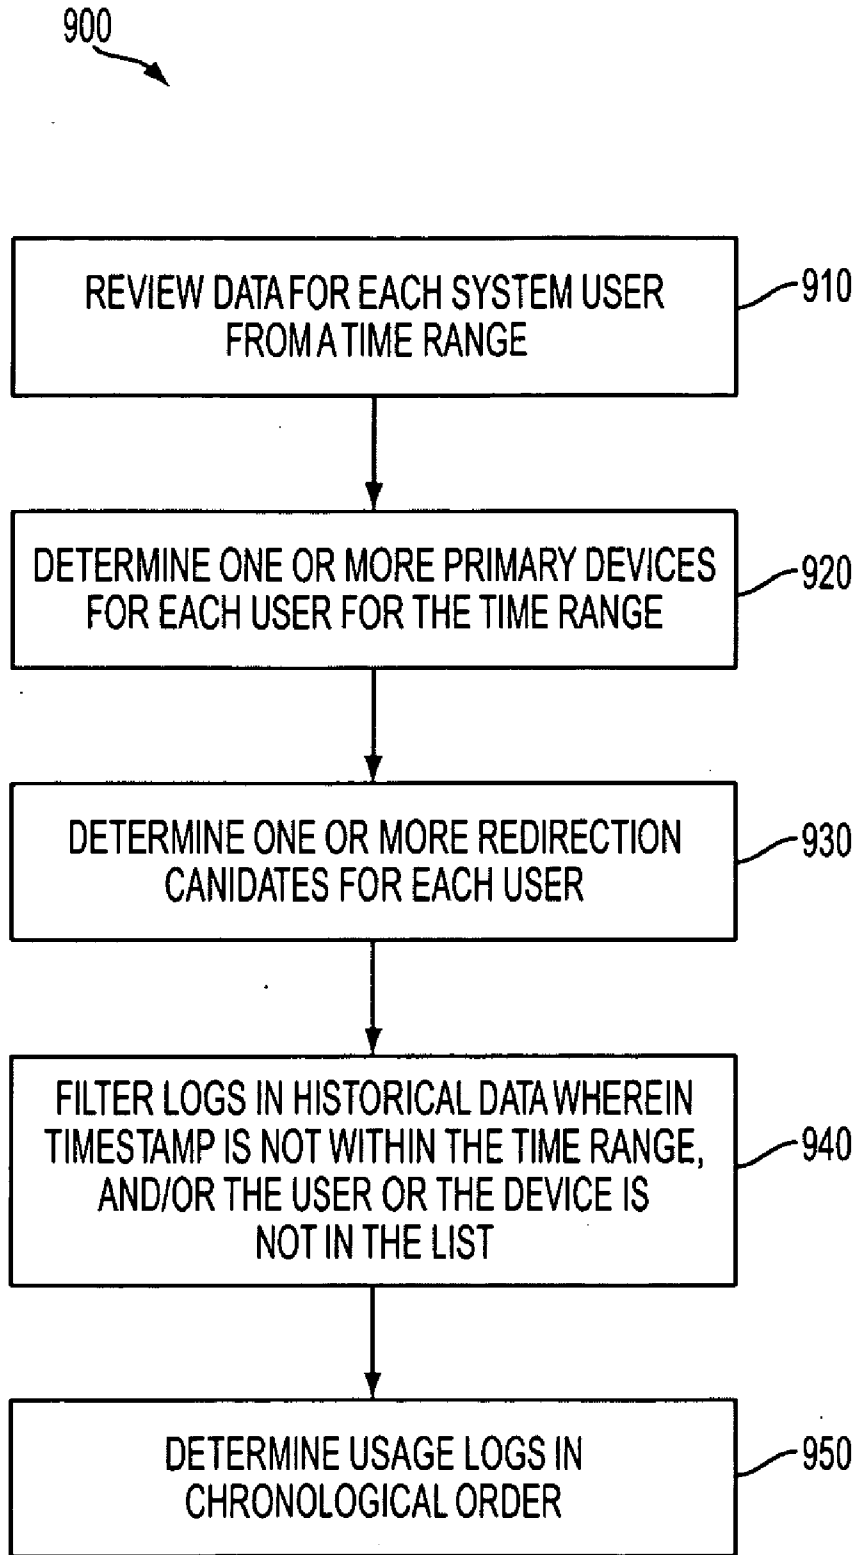 900
REVIEW DATA FOR EACH SYSTEM USER
FROM A TIME RANGE
910
DETERMINE ONE OR MORE PRIMARY DEVICES
FOR EACH USER FOR THE TIME RANGE
920
DETERMINE ONE OR MORE REDIRECTION
CANIDATES FOR EACH USER
930
FILTER LOGS IN HISTORICAL DATA WHEREIN
TIMESTAMP IS NOT WITHIN THE TIME RANGE,
AND/OR THE USER OR THE DEVICE IS
NOT IN THE LIST
940
DETERMINE USAGE LOGS IN
CHRONOLOGICAL ORDER
950